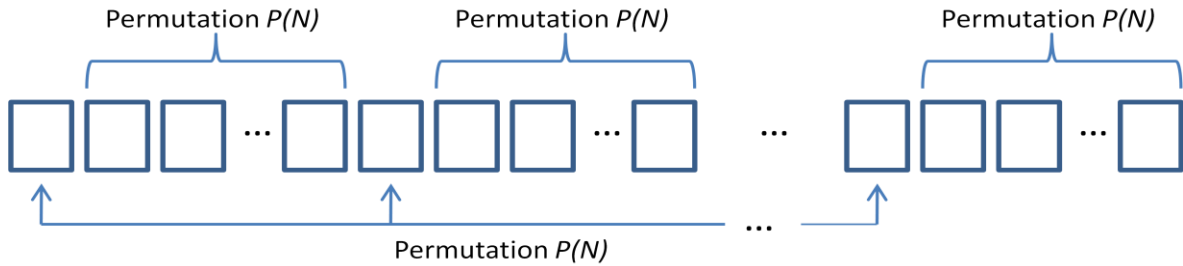 Permutation P(N) Permutation P(N) Permutation P(N)
... ... ... ...
...
Permutation P(N)